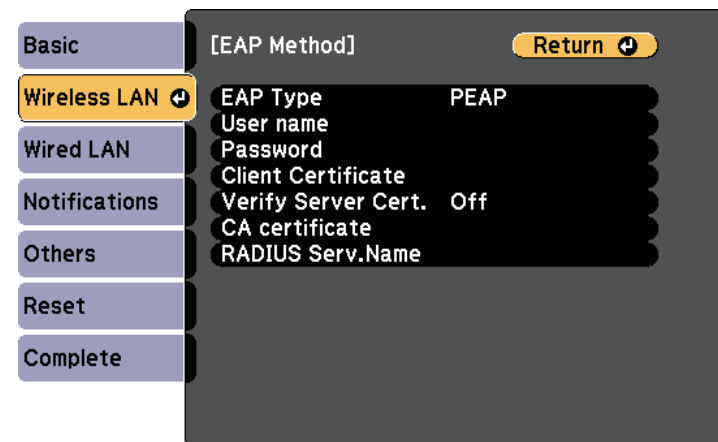 Basic
Wireless LAN
Wired LAN
Notifications
Others
Reset
Complete
[EAP Method]
Return
EAP Type PEAP
User name
Password
Client Certificate
Verify Server Cert. Off
CA certificate
RADIUS Serv.Name